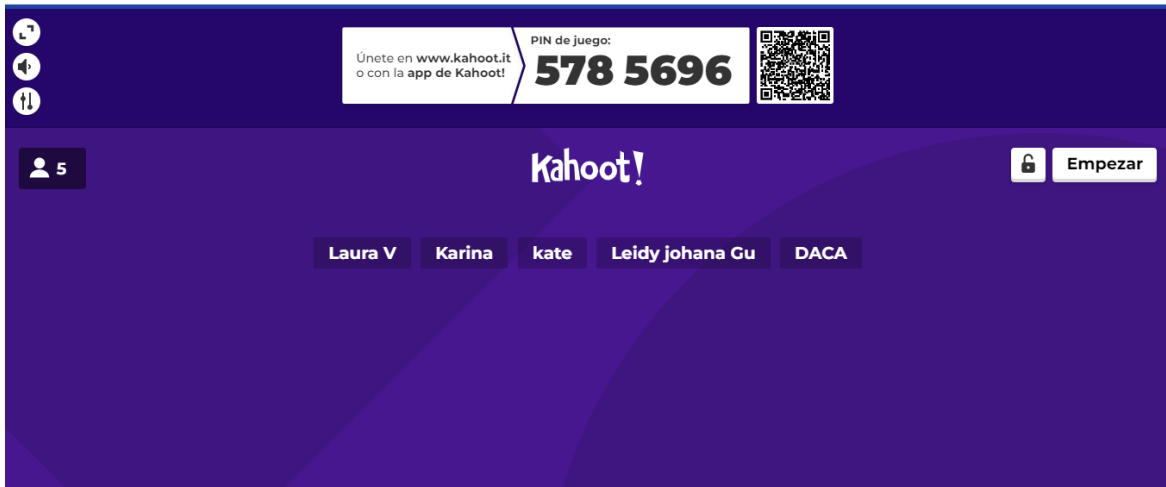 Únete en www.kahoot.it
o con la app de Kahoot!
PIN de juego:
578 5696
5
Kahoot!
Empezar
Laura V Karina kate Leidy johana Gu DACA